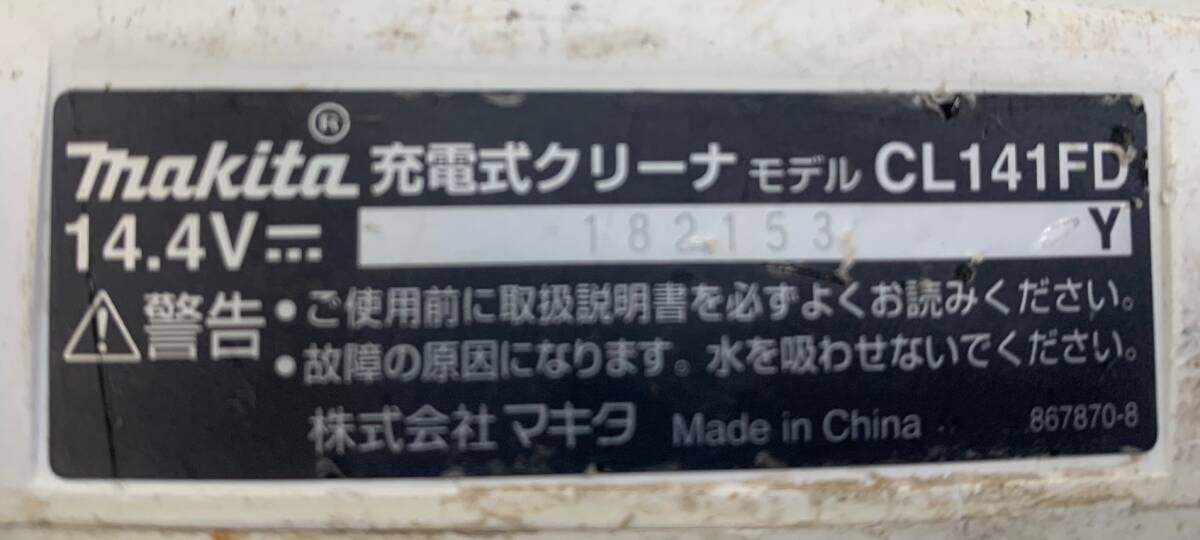 makita® 充電式クリーナ モデル CL141FD
14.4V⎓ 182153 Y
⚠警告 • ご使用前に取扱説明書を必ずよくお読みください。
• 故障の原因になります。水を吸わせないでください。
株式会社 マキタ Made in China 867870-8